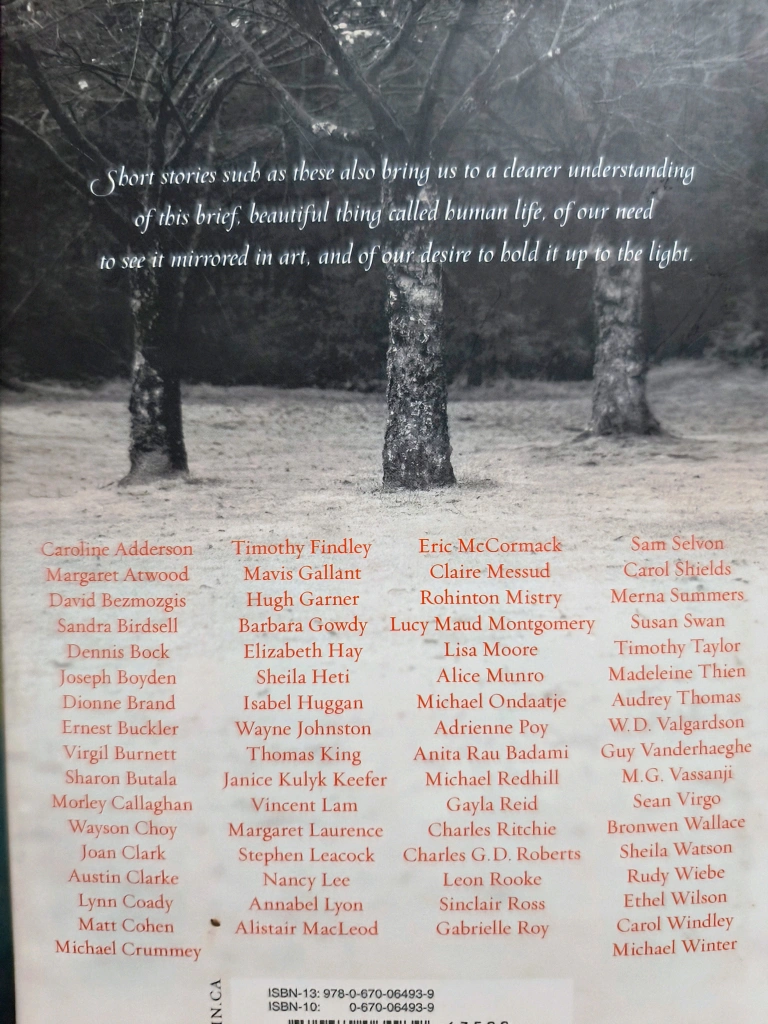 Short stories such as these also bring us to a clearer understanding
of this brief, beautiful thing called human life, of our need
to see it mirrored in art, and of our desire to hold it up to the light.
Caroline Adderson
Margaret Atwood
David Bezmozgis
Sandra Birdsell
Dennis Bock
Joseph Boyden
Dionne Brand
Ernest Buckler
Virgil Burnett
Sharon Butala
Morley Callaghan
Wayson Choy
Joan Clark
Austin Clarke
Lynn Coady
Matt Cohen
Michael Crummey
Timothy Findley
Mavis Gallant
Hugh Garner
Barbara Gowdy
Elizabeth Hay
Sheila Heti
Isabel Huggan
Wayne Johnston
Thomas King
Janice Kulyk Keefer
Vincent Lam
Margaret Laurence
Stephen Leacock
Nancy Lee
Annabel Lyon
Alistair MacLeod
Eric McCormack
Claire Messud
Rohinton Mistry
Lucy Maud Montgomery
Lisa Moore
Alice Munro
Michael Ondaatje
Adrienne Poy
Anita Rau Badami
Michael Redhill
Gayla Reid
Charles Ritchie
Charles G.D. Roberts
Leon Rooke
Sinclair Ross
Gabrielle Roy
Sam Selvon
Carol Shields
Merna Summers
Susan Swan
Timothy Taylor
Madeleine Thien
Audrey Thomas
W.D. Valgardson
Guy Vanderhaeghe
M.G. Vassanji
Sean Virgo
Bronwen Wallace
Sheila Watson
Rudy Wiebe
Ethel Wilson
Carol Windley
Michael Winter
IN.CA
ISBN-13: 978-0-670-06493-9
ISBN-10: 0-670-06493-9